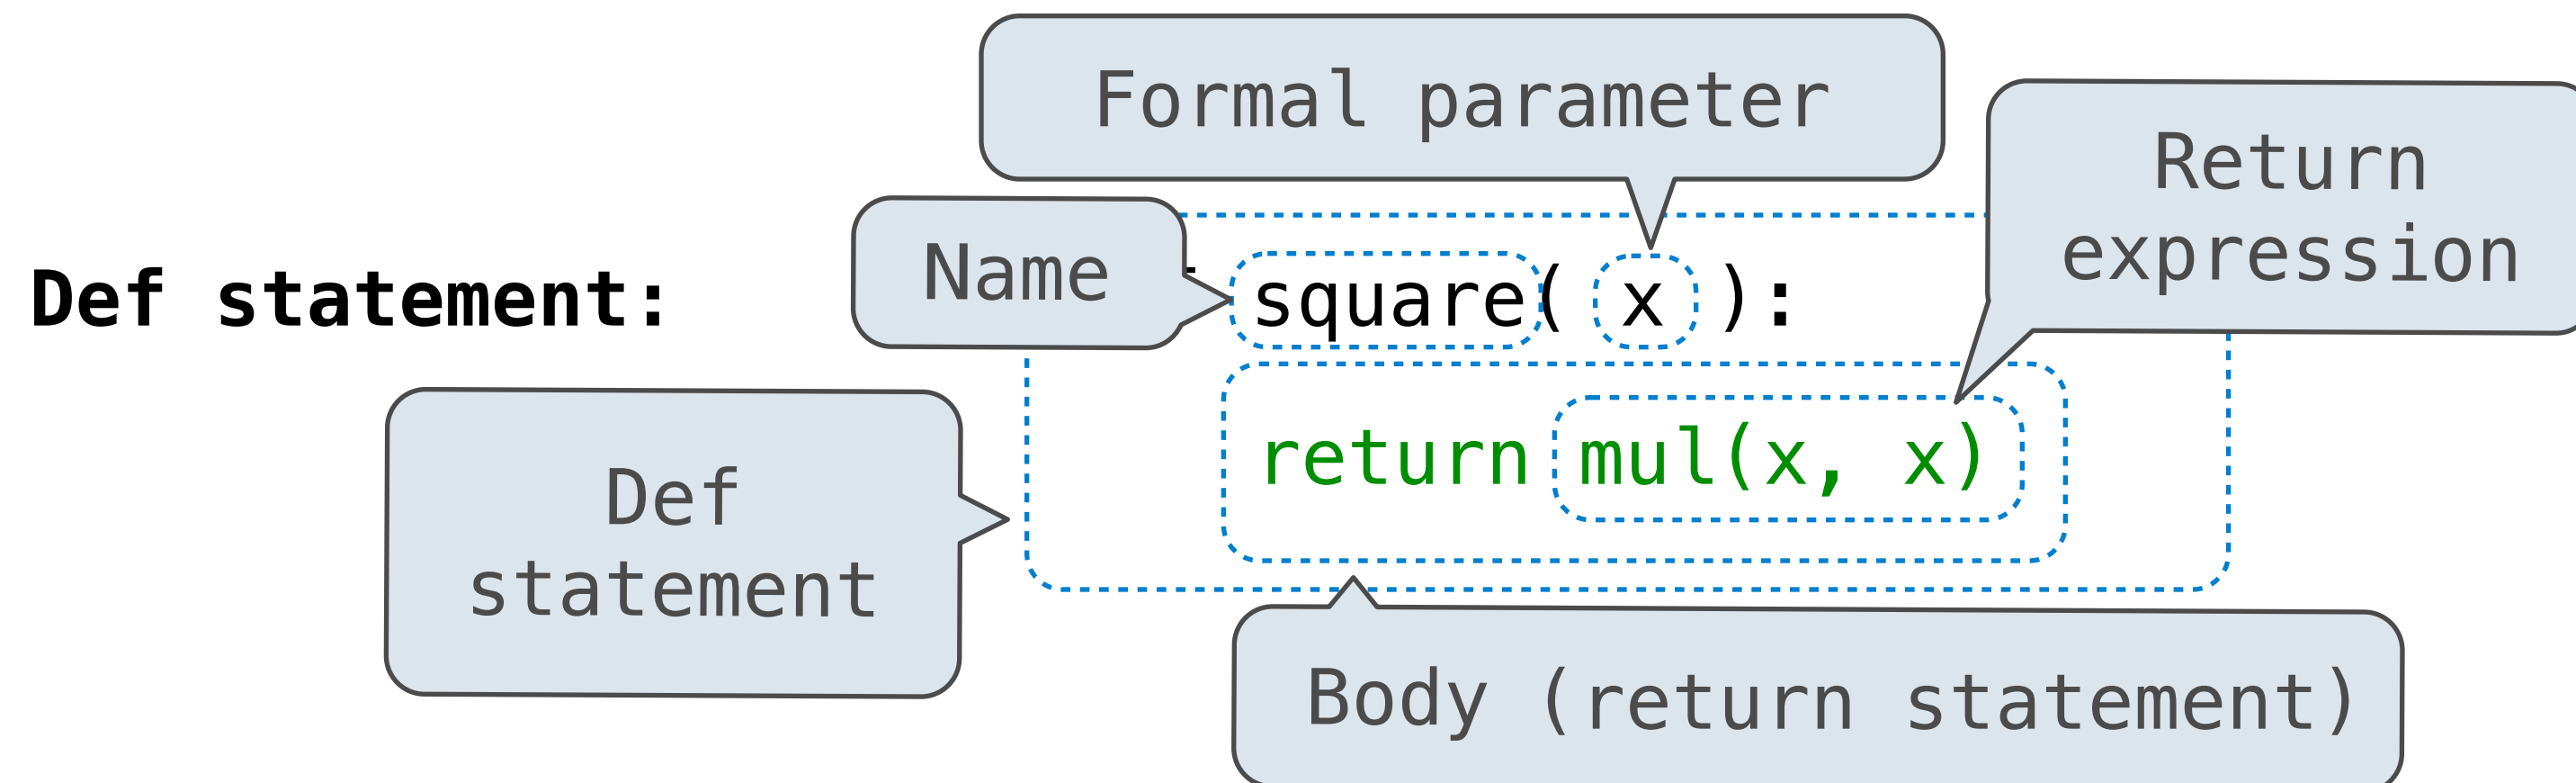 Formal parameter
Return
expression
Name
Def statement:
square( x ):
return mul(x, x)
Def
statement
Body (return statement)